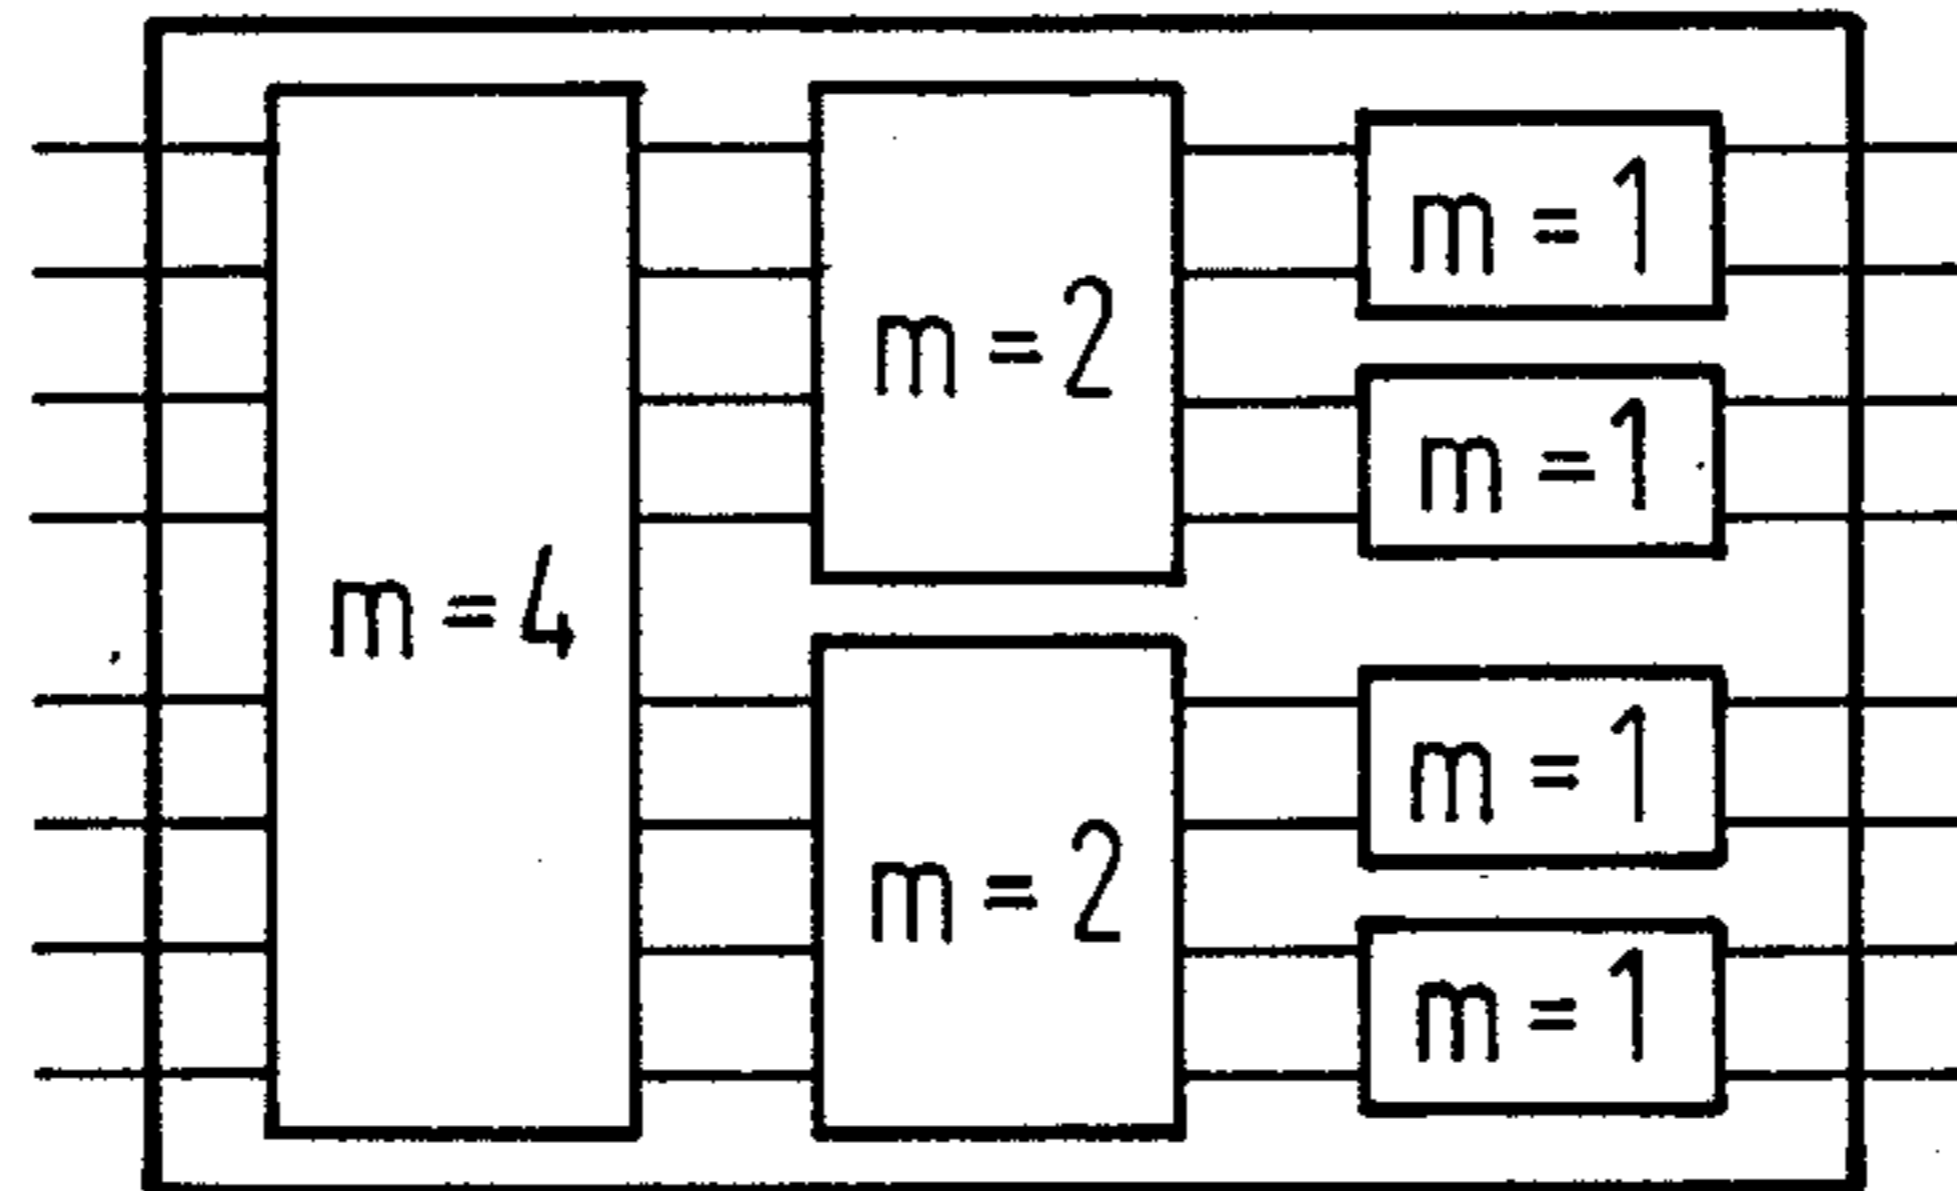 m = 4
m = 2
m = 2
m = 1
m = 1
m = 1
m = 1